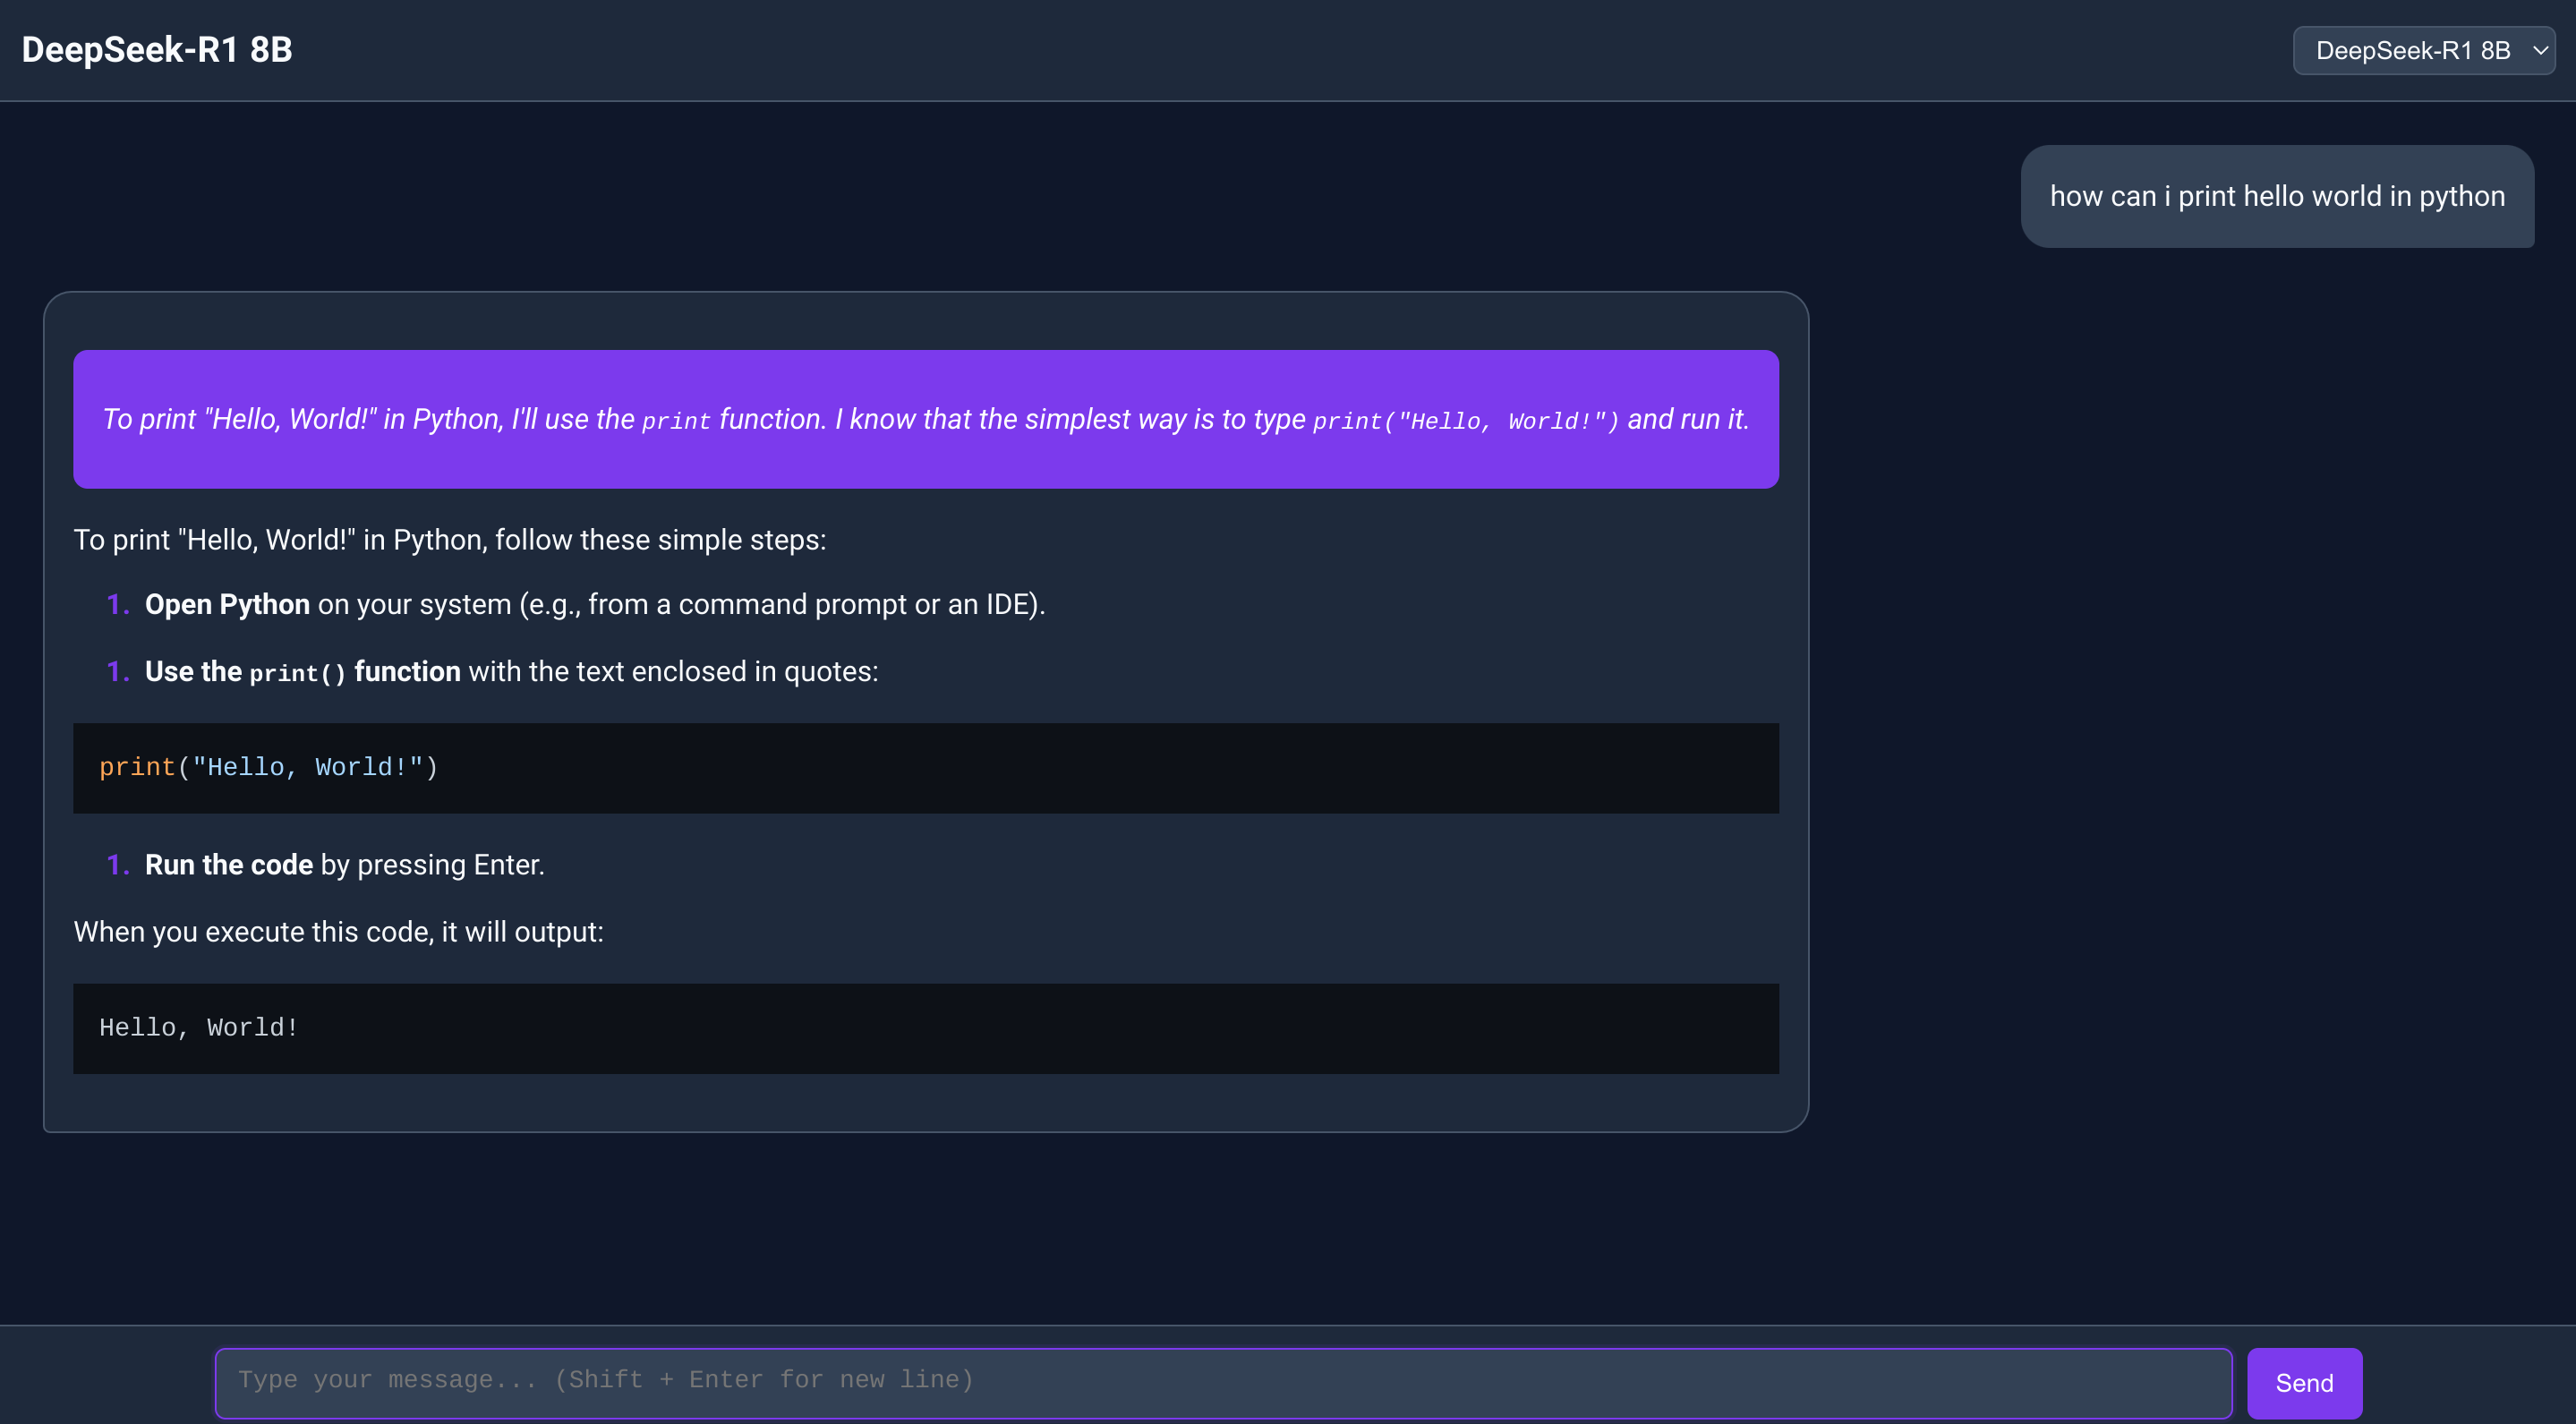 DeepSeek-R1 8B
DeepSeek-R1 8B
how can i print hello world in python
To print "Hello, World!" in Python, I'll use the print function. I know that the simplest way is to type print("Hello, World!") and run it.
To print "Hello, World!" in Python, follow these simple steps:
1. Open Python on your system (e.g., from a command prompt or an IDE).
1. Use the print() function with the text enclosed in quotes:
print("Hello, World!")
1. Run the code by pressing Enter.
When you execute this code, it will output:
Hello, World!
Type your message... (Shift + Enter for new line)
Send